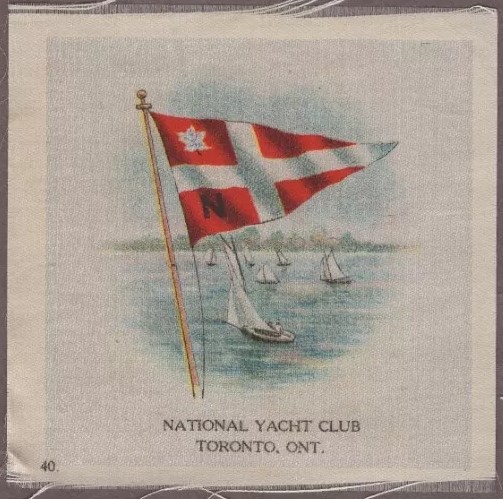 N
NATIONAL YACHT CLUB
TORONTO, ONT.
40.